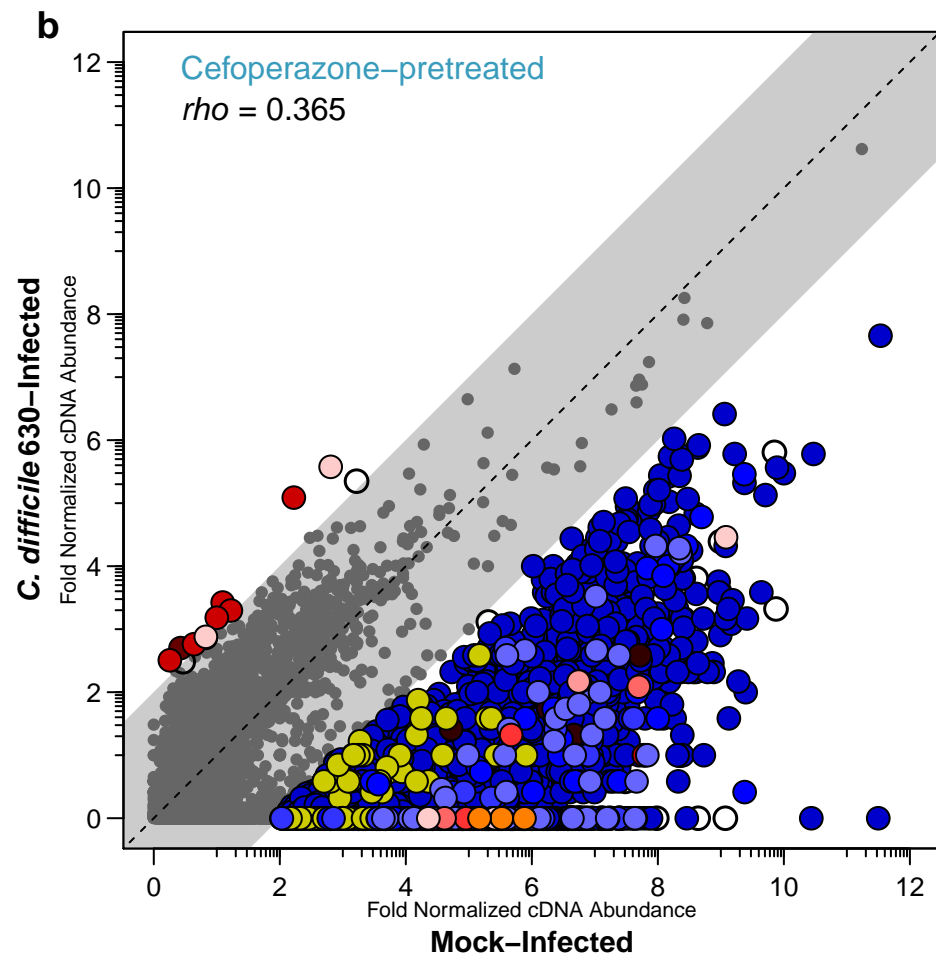 b
Cefoperazone−pretreated
rho = 0.365
12
10
8
6
4
2
0
C. difficile 630−Infected
Fold Normalized cDNA Abundance
0 2 4 6 8 10 12
Fold Normalized cDNA Abundance
Mock−Infected